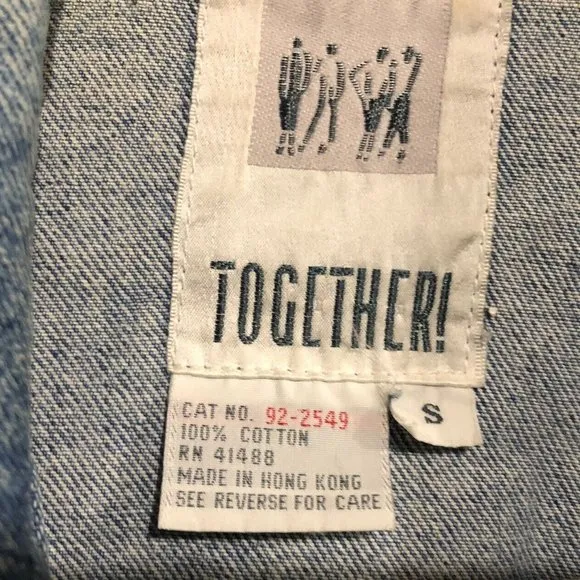 TOGETHER!
S
CAT NO. 92-2549
100% COTTON
RN 41488
MADE IN HONG KONG
SEE REVERSE FOR CARE